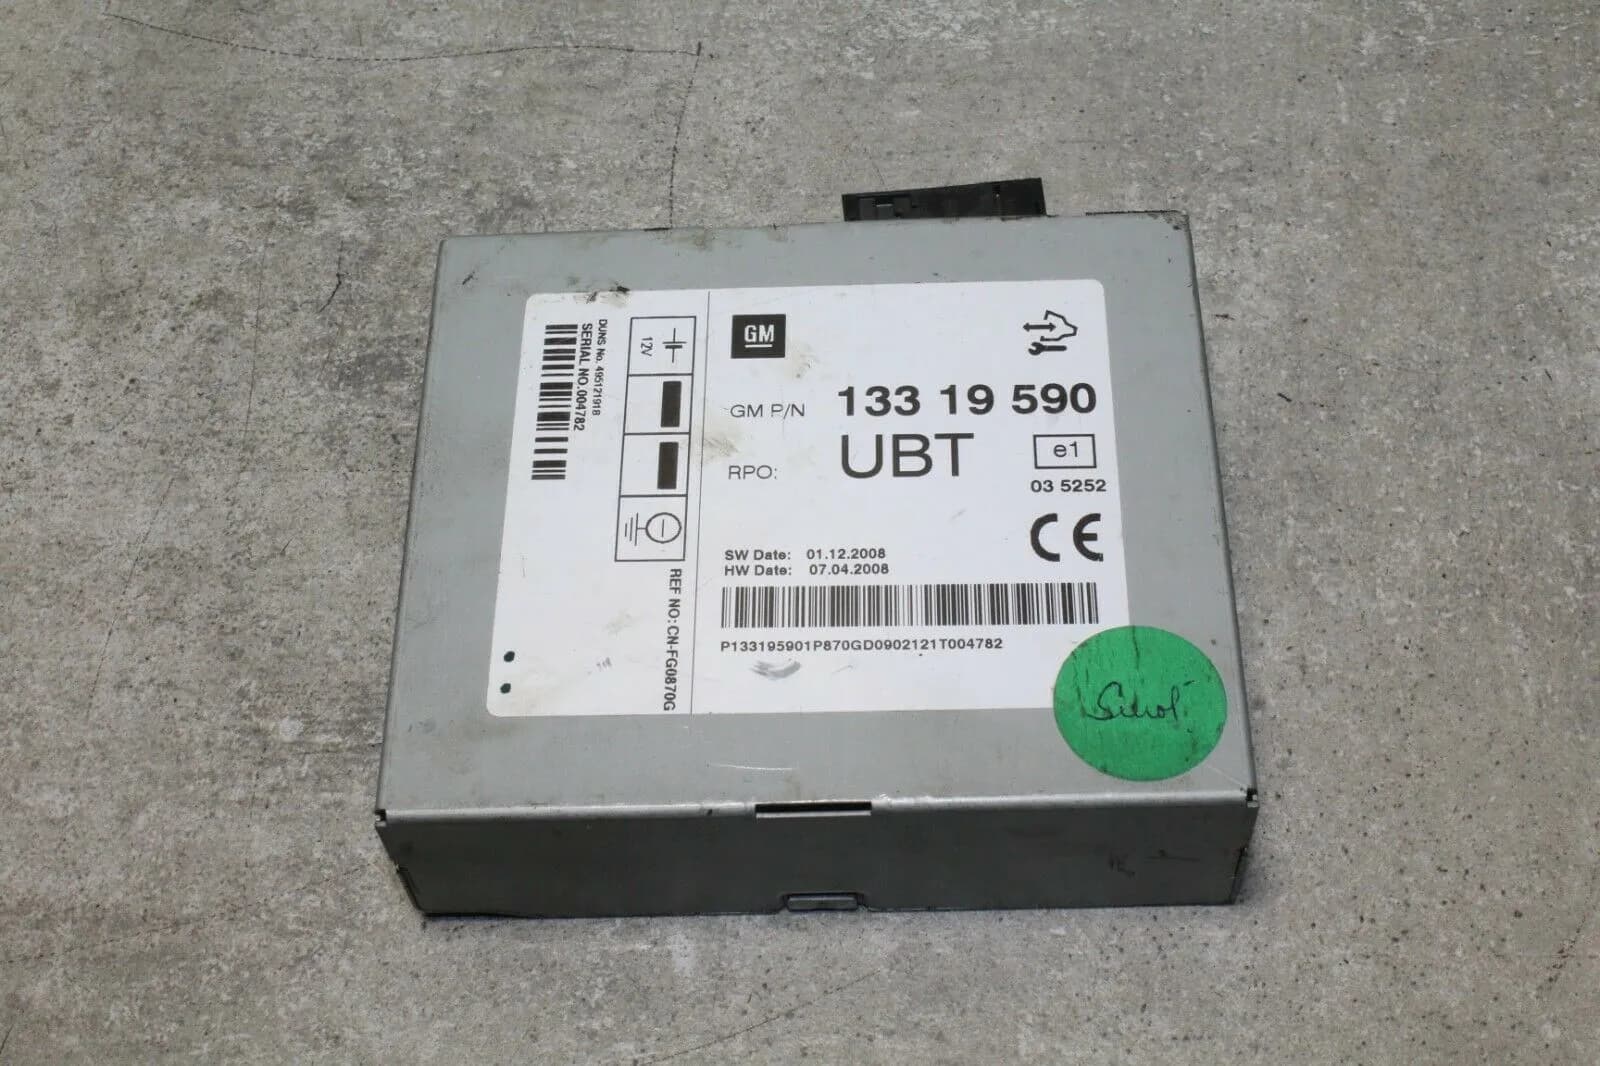 GM
GM P/N 133 19 590
RPO: UBT
e1
03 5252
CE
SW Date: 01.12.2008
HW Date: 07.04.2008
P133195901P870GD0902121T004782
12V
DUNS No. 495121918
SERIAL NO.004782
REF NO: CN-FG0870G